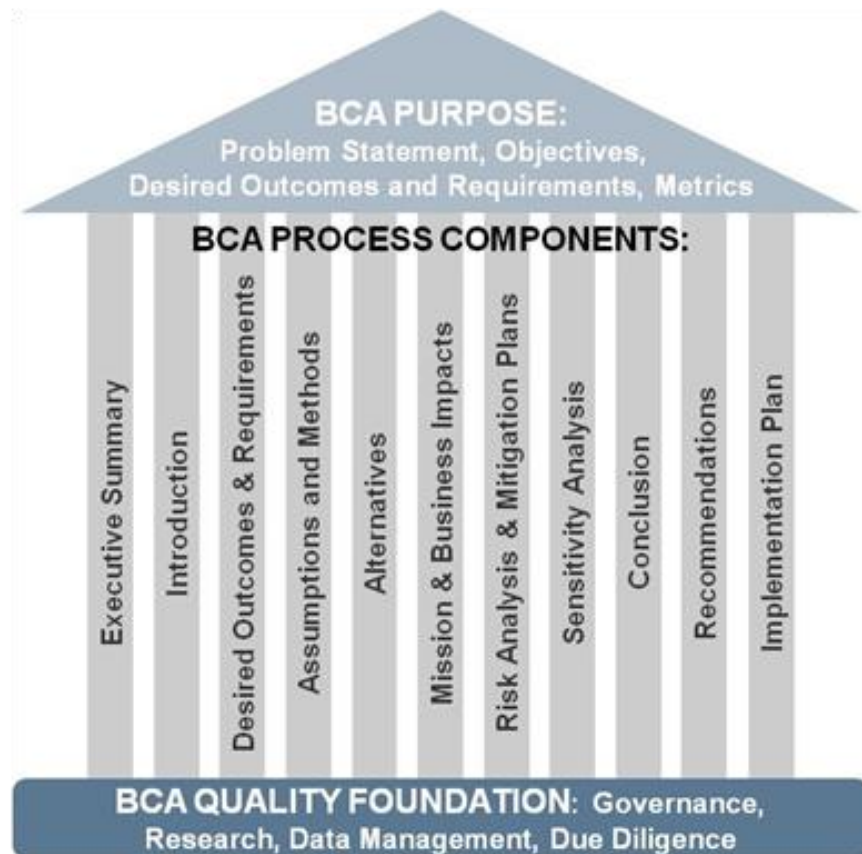 BCA PURPOSE:
Problem Statement, Objectives,
Desired Outcomes and Requirements, Metrics
BCA PROCESS COMPONENTS:
Executive Summary
Introduction
Desired Outcomes & Requirements
Assumptions and Methods
Alternatives
Mission & Business Impacts
Risk Analysis & Mitigation Plans
Sensitivity Analysis
Conclusion
Recommendations
Implementation Plan
BCA QUALITY FOUNDATION: Governance,
Research, Data Management, Due Diligence